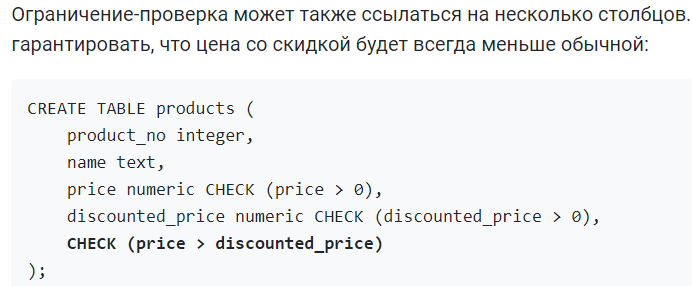 Ограничение-проверка может также ссылаться на несколько столбцов.
гарантировать, что цена со скидкой будет всегда меньше обычной:
CREATE TABLE products (
    product_no integer,
    name text,
    price numeric CHECK (price > 0),
    discounted_price numeric CHECK (discounted_price > 0),
    CHECK (price > discounted_price)
);